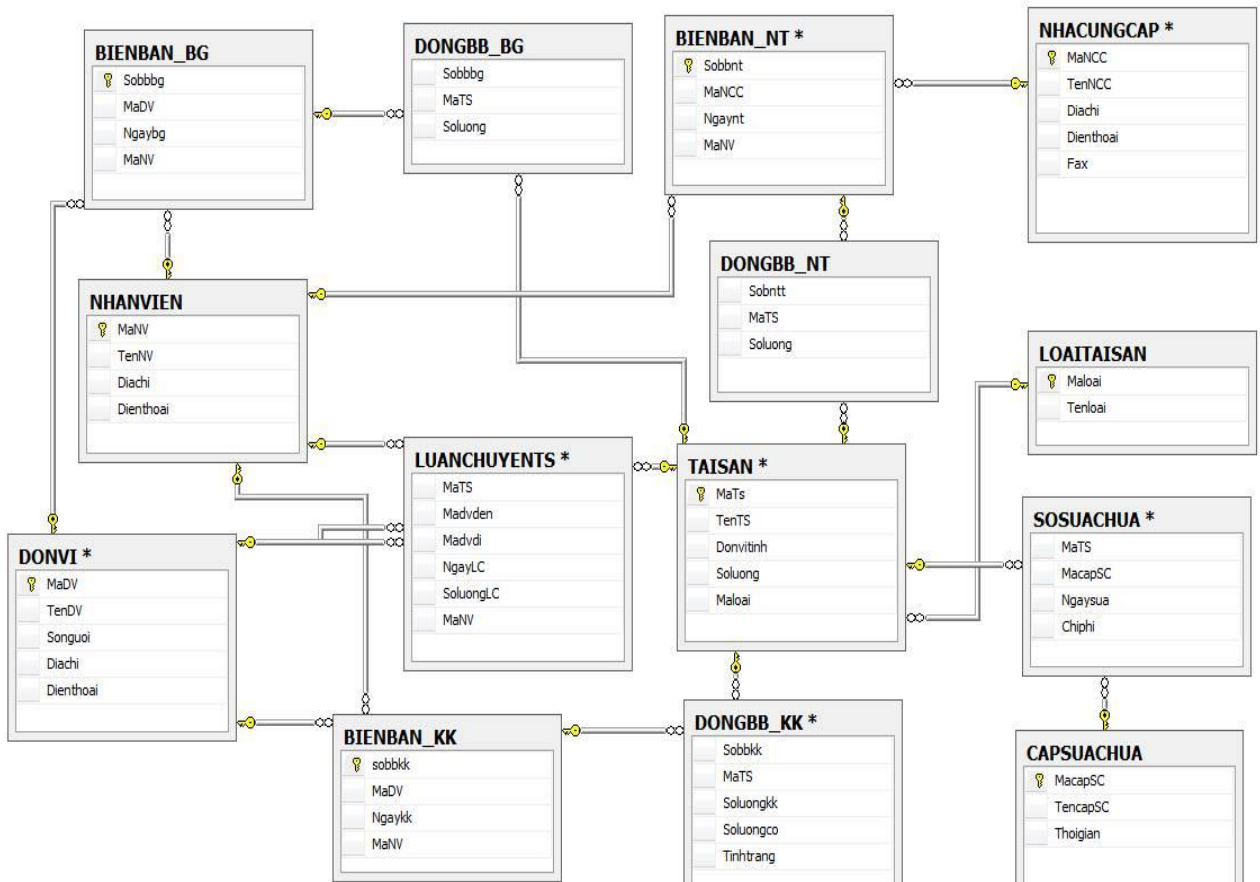 BIENBAN_BG
Sobbbg
MaDV
Ngaybg
MaNV
DONGBB_BG
Sobbbg
MaTS
Soluong
BIENBAN_NT *
Sobbnt
MaNCC
Ngaynt
MaNV
NHACUNGCAP *
MaNCC
TenNCC
Diachi
Dienthoai
Fax
NHANVIEN
MaNV
TenNV
Diachi
Dienthoai
DONGBB_NT
Sobntt
MaTS
Soluong
LOAITAISAN
Maloai
Tenloai
LUANCHUYENTS *
MaTS
Madvden
Madvdi
NgayLC
SoluongLC
MaNV
TAISAN *
MaTs
TenTS
Donvitinh
Soluong
Maloai
SOSUACHUA *
MaTS
MacapSC
Ngaysua
Chiphi
DONVI *
MaDV
TenDV
Songuoi
Diachi
Dienthoai
BIENBAN_KK
sobbkk
MaDV
Ngaykk
MaNV
DONGBB_KK *
Sobbkk
MaTS
Soluongkk
Soluongco
Tinhtrang
CAPSUACHUA
MacapSC
TencapSC
Thoigian